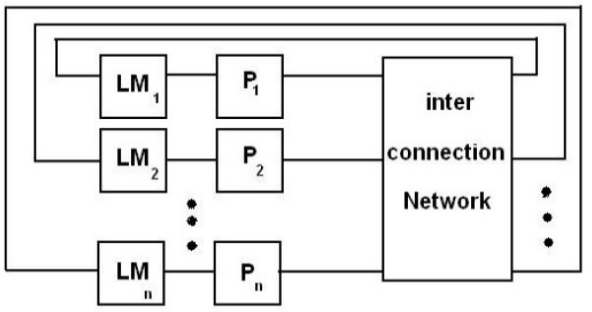 LM1 P1
inter
LM2 P2
connection
Network
LMn Pn